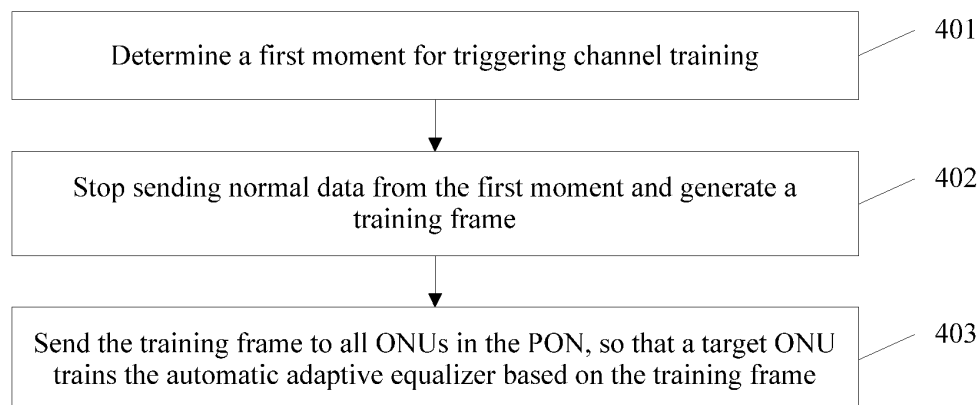 Determine a first moment for triggering channel training
401
Stop sending normal data from the first moment and generate a
training frame
402
Send the training frame to all ONUs in the PON, so that a target ONU
trains the automatic adaptive equalizer based on the training frame
403